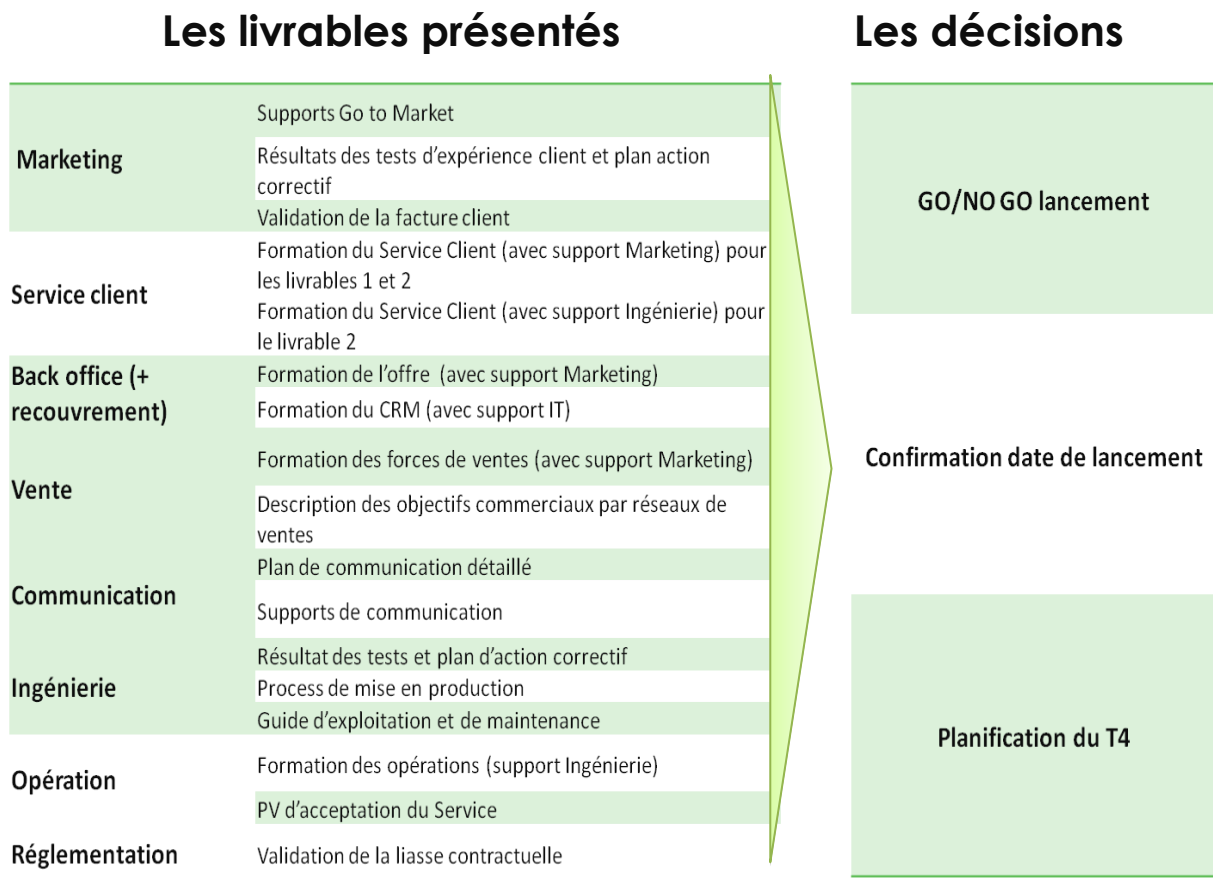 Les livrables présentés
Les décisions
Marketing
Supports Go to Market
Résultats des tests d’expérience client et plan action
correctif
Validation de la facture client
Service client
Formation du Service Client (avec support Marketing) pour
les livrables 1 et 2
Formation du Service Client (avec support Ingénierie) pour
le livrable 2
Back office (+
recouvrement)
Formation de l’offre (avec support Marketing)
Formation du CRM (avec support IT)
Vente
Formation des forces de ventes (avec support Marketing)
Description des objectifs commerciaux par réseaux de
ventes
Communication
Plan de communication détaillé
Supports de communication
Ingénierie
Résultat des tests et plan d’action correctif
Process de mise en production
Guide d’exploitation et de maintenance
Opération
Formation des opérations (support Ingénierie)
PV d’acceptation du Service
Réglementation
Validation de la liasse contractuelle
GO/NO GO lancement
Confirmation date de lancement
Planification du T4